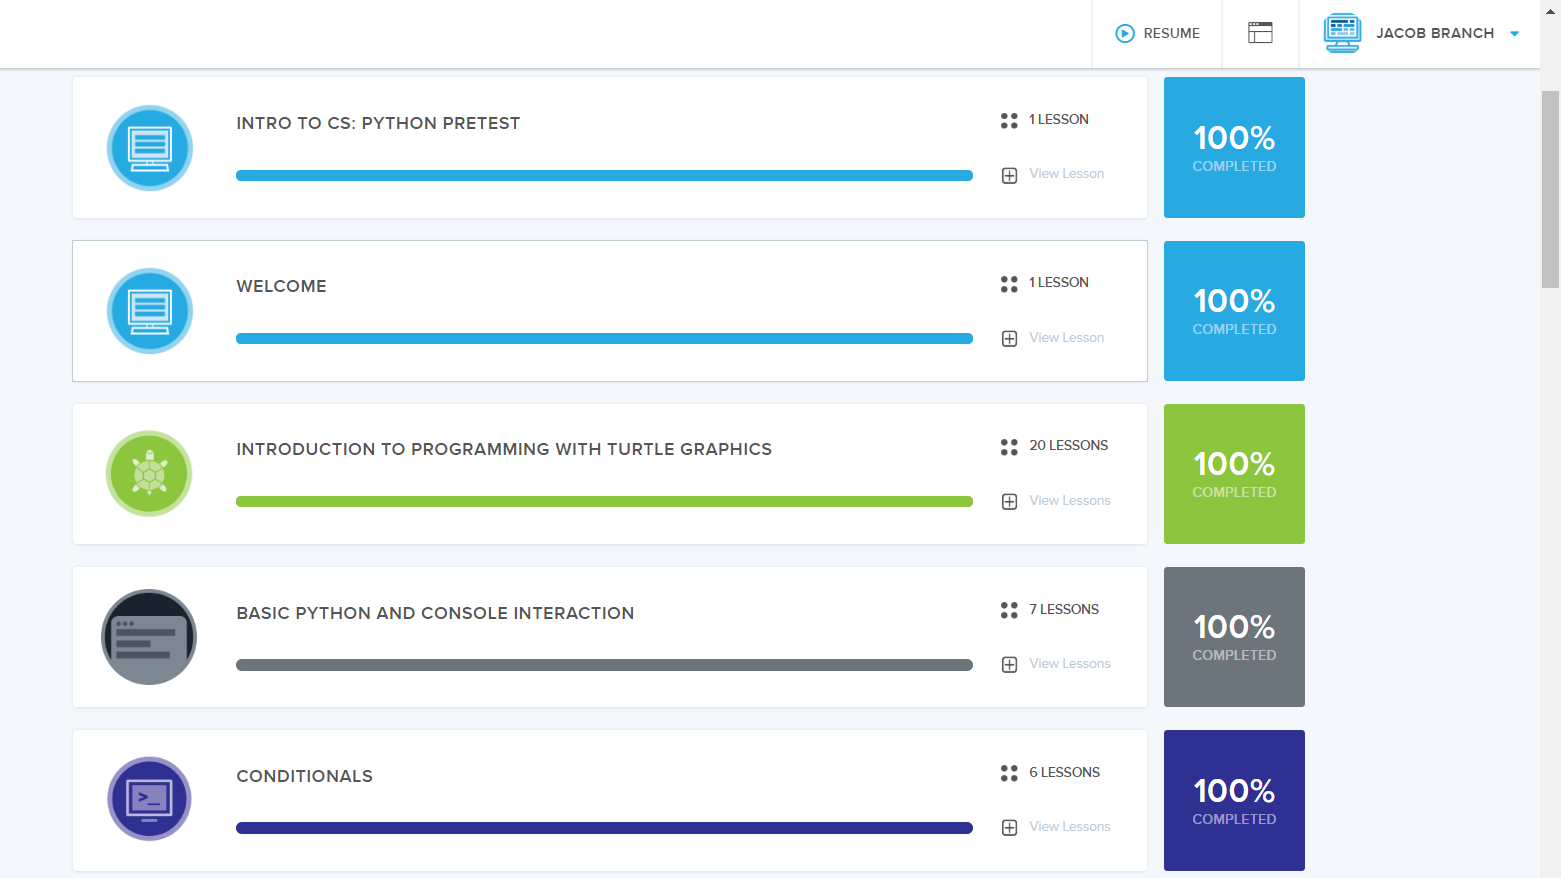 RESUME
JACOB BRANCH
INTRO TO CS: PYTHON PRETEST
1 LESSON
View Lesson
100%
COMPLETED
WELCOME
1 LESSON
View Lesson
100%
COMPLETED
INTRODUCTION TO PROGRAMMING WITH TURTLE GRAPHICS
20 LESSONS
View Lessons
100%
COMPLETED
BASIC PYTHON AND CONSOLE INTERACTION
7 LESSONS
View Lessons
100%
COMPLETED
CONDITIONALS
6 LESSONS
View Lessons
100%
COMPLETED
>_